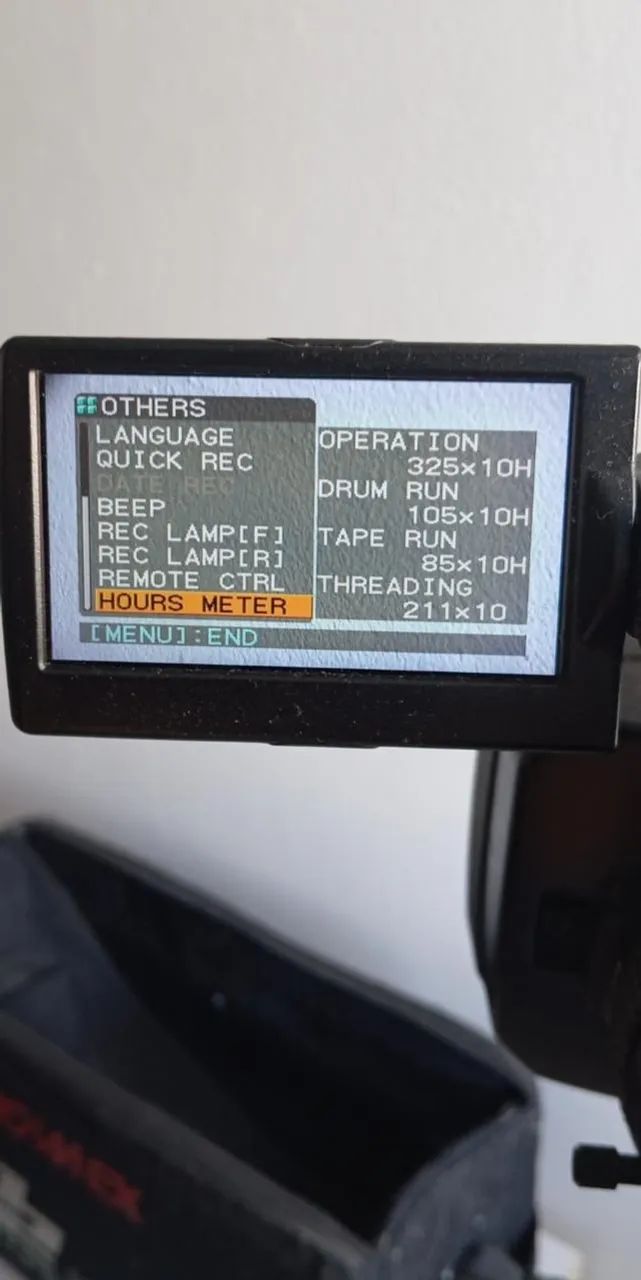 OTHERS
LANGUAGE
QUICK REC
DATE REC
BEEP
REC LAMP[F]
REC LAMP[R]
REMOTE CTRL
HOURS METER
OPERATION
325×10H
DRUM RUN
105×10H
TAPE RUN
85×10H
THREADING
211×10
[MENU]:END